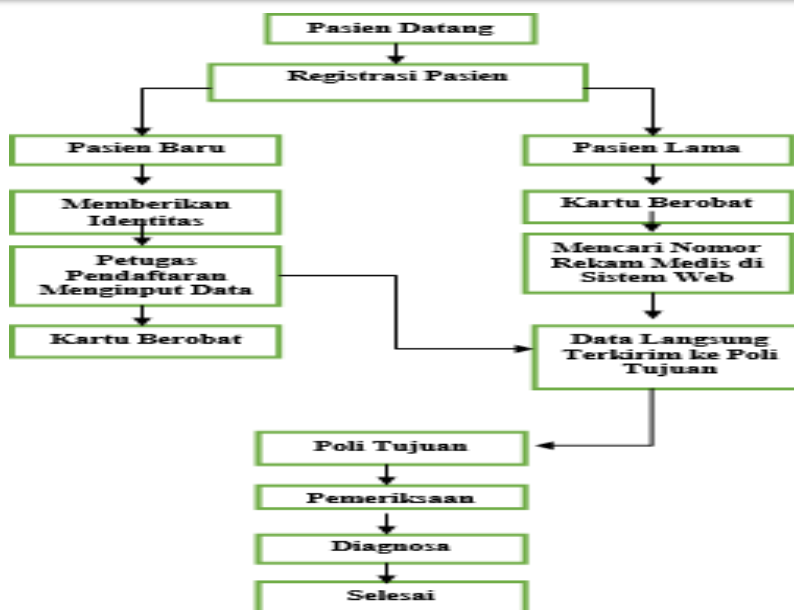 Pasien Datang
Registrasi Pasien
Pasien Baru
Memberikan
Identitas
Petugas
Pendaftaran
Menginput Data
Kartu Berobat
Pasien Lama
Kartu Berobat
Mencari Nomor
Rekam Medis di
Sistem Web
Data Langsung
Terkirim ke Poli
Tujuan
Poli Tujuan
Pemeriksaan
Diagnosa
Selesai